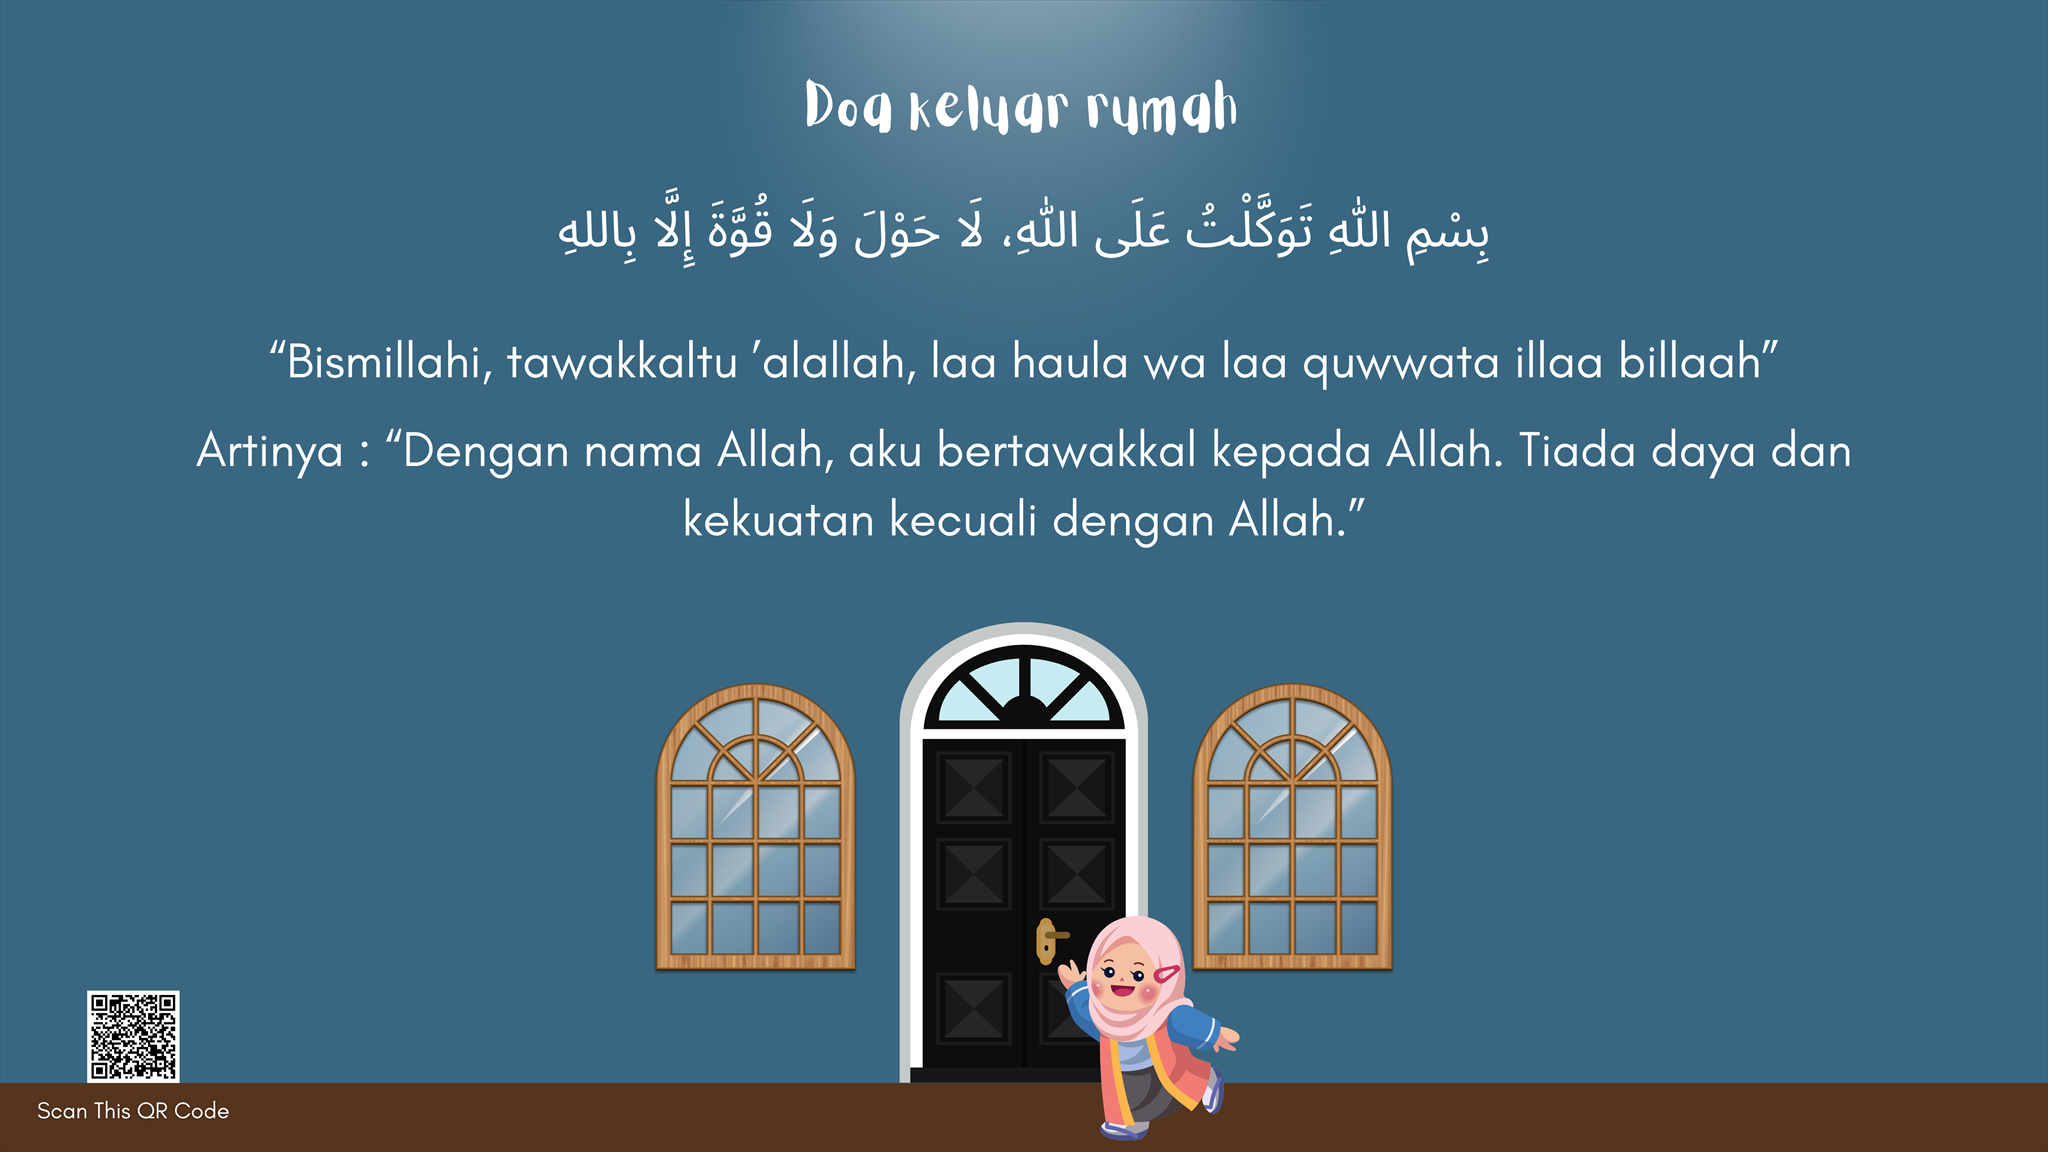 Doa keluar rumah
بِسْمِ اللّٰهِ تَوَكَّلْتُ عَلَى اللّٰهِ، لَا حَوْلَ وَلَا قُوَّةَ إِلَّا بِاللهِ
“Bismillahi, tawakkaltu ’alallah, laa haula wa laa quwwata illaa billaah”
Artinya : “Dengan nama Allah, aku bertawakkal kepada Allah. Tiada daya dan
kekuatan kecuali dengan Allah.”
Scan This QR Code